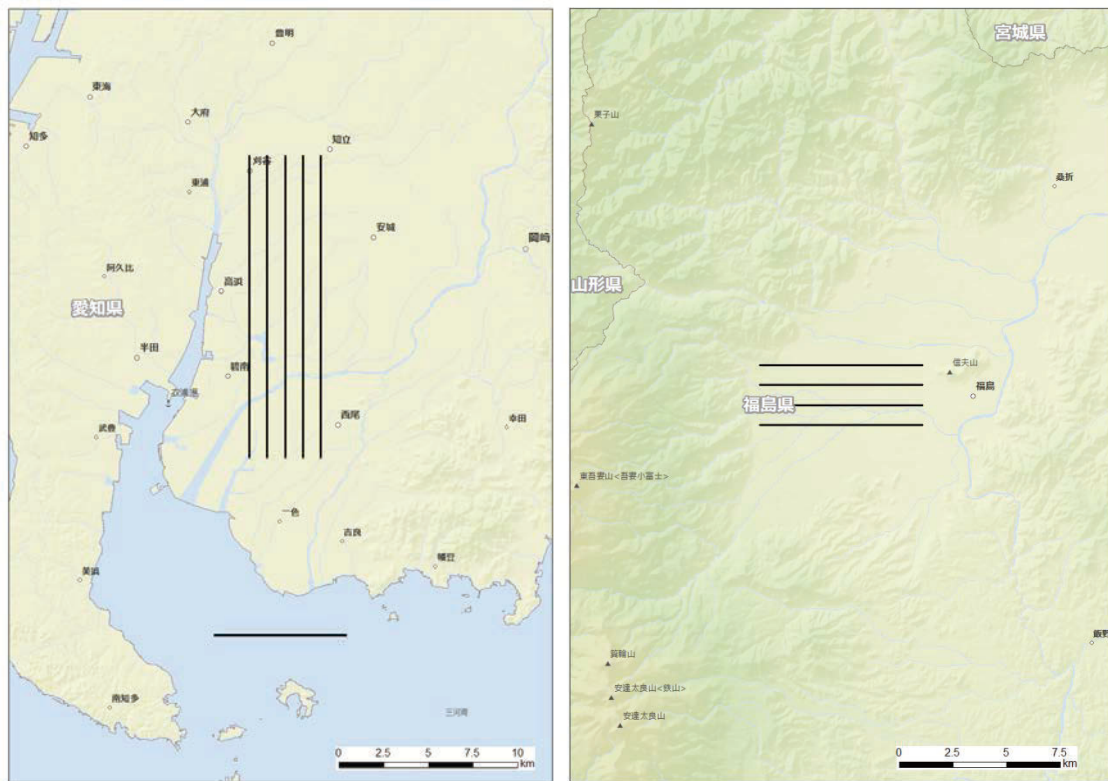 豊明
東海
大府
知多
知立
刈谷
東浦
安城
岡崎
阿久比
高浜
愛知県
半田
碧南
衣浦港
西尾
幸田
武豊
一色
吉良
幡豆
美浜
南知多
三河湾
0 2.5 5 7.5 10
km
宮城県
栗子山
桑折
山形県
信夫山
福島
福島県
東吾妻山<吾妻小富士>
飯野
箕輪山
安達太良山<鉄山>
安達太良山
0 2.5 5 7.5
km